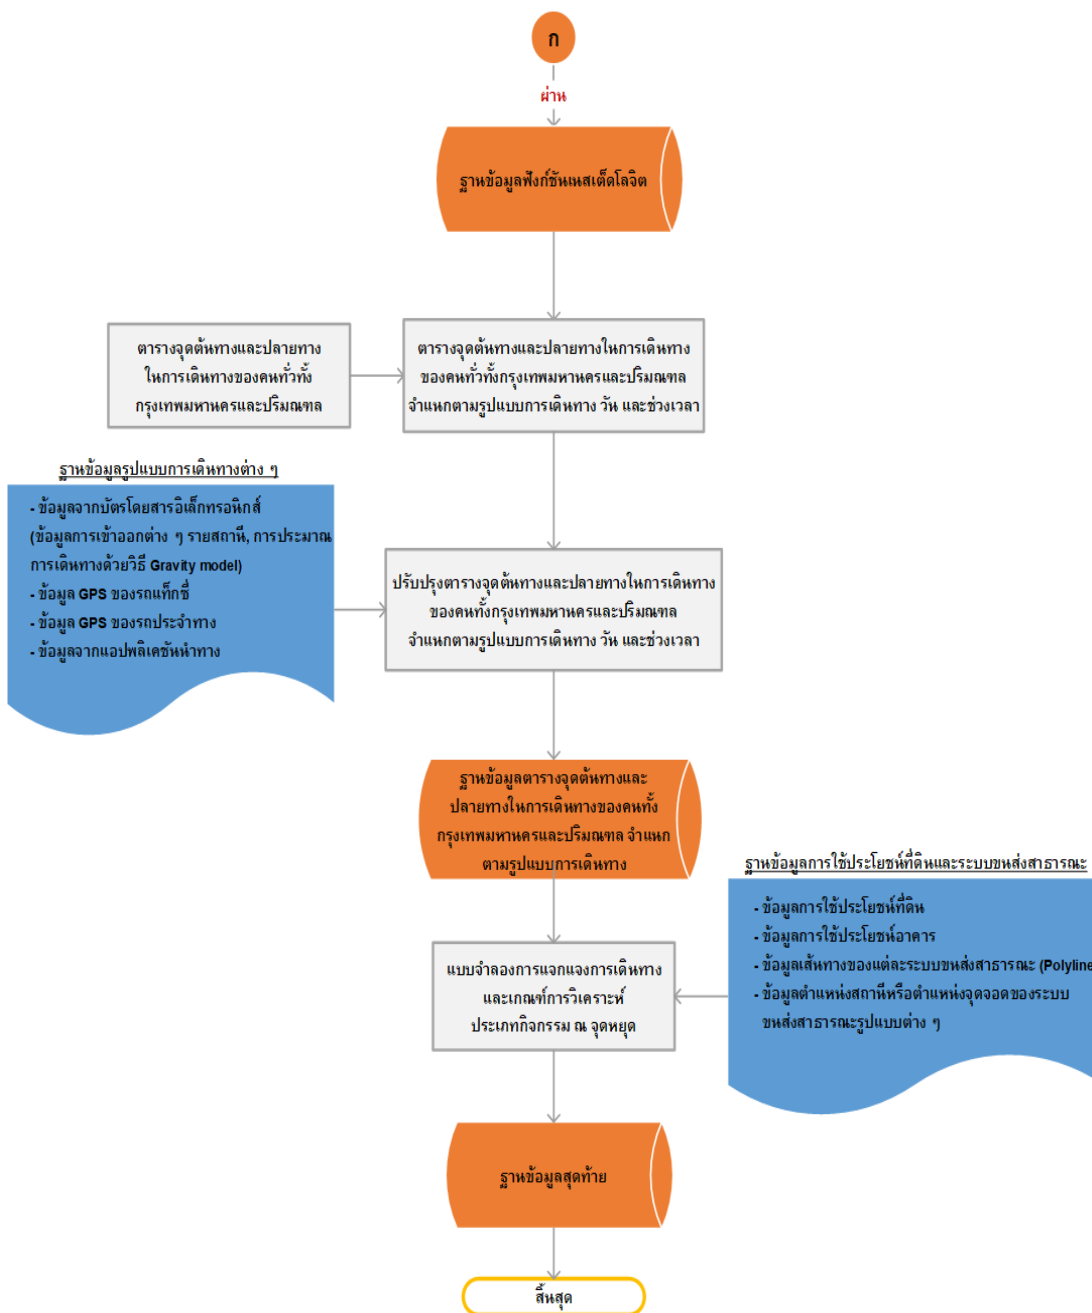 ก
ผ่าน
ฐานข้อมูลฟังก์ชันเนสเต็ดโลจิต
ตารางจุดต้นทางและปลายทาง
ในการเดินทางของคนทั่วทั้ง
กรุงเทพมหานครและปริมณฑล
ตารางจุดต้นทางและปลายทางในการเดินทาง
ของคนทั่วทั้งกรุงเทพมหานครและปริมณฑล
จำแนกตามรูปแบบการเดินทาง วัน และช่วงเวลา
ฐานข้อมูลรูปแบบการเดินทางต่าง ๆ
- ข้อมูลจากบัตรโดยสารอิเล็กทรอนิกส์
(ข้อมูลการเข้าออกต่าง ๆ รายสถานี, การประมาณ
การเดินทางด้วยวิธี Gravity model)
- ข้อมูล GPS ของรถแท็กซี่
- ข้อมูล GPS ของรถประจำทาง
- ข้อมูลจากแอปพลิเคชันนำทาง
ปรับปรุงตารางจุดต้นทางและปลายทางในการเดินทาง
ของคนทั้งกรุงเทพมหานครและปริมณฑล
จำแนกตามรูปแบบการเดินทาง วัน และช่วงเวลา
ฐานข้อมูลตารางจุดต้นทางและ
ปลายทางในการเดินทางของคนทั้ง
กรุงเทพมหานครและปริมณฑล จำแนก
ตามรูปแบบการเดินทาง
ฐานข้อมูลการใช้ประโยชน์ที่ดินและระบบขนส่งสาธารณะ
- ข้อมูลการใช้ประโยชน์ที่ดิน
- ข้อมูลการใช้ประโยชน์อาคาร
- ข้อมูลเส้นทางของแต่ละระบบขนส่งสาธารณะ (Polyline
- ข้อมูลตำแหน่งสถานีหรือตำแหน่งจุดจอดของระบบ
ขนส่งสาธารณะรูปแบบต่าง ๆ
แบบจำลองการแจกแจงการเดินทาง
และเกณฑ์การวิเคราะห์
ประเภทกิจกรรม ณ จุดหยุด
ฐานข้อมูลสุดท้าย
สิ้นสุด